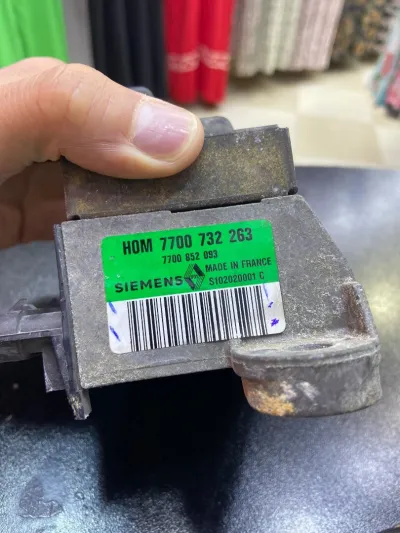 HOM 7700 732 263
7700 852 093
SIEMENS MADE IN FRANCE
S102020001 C